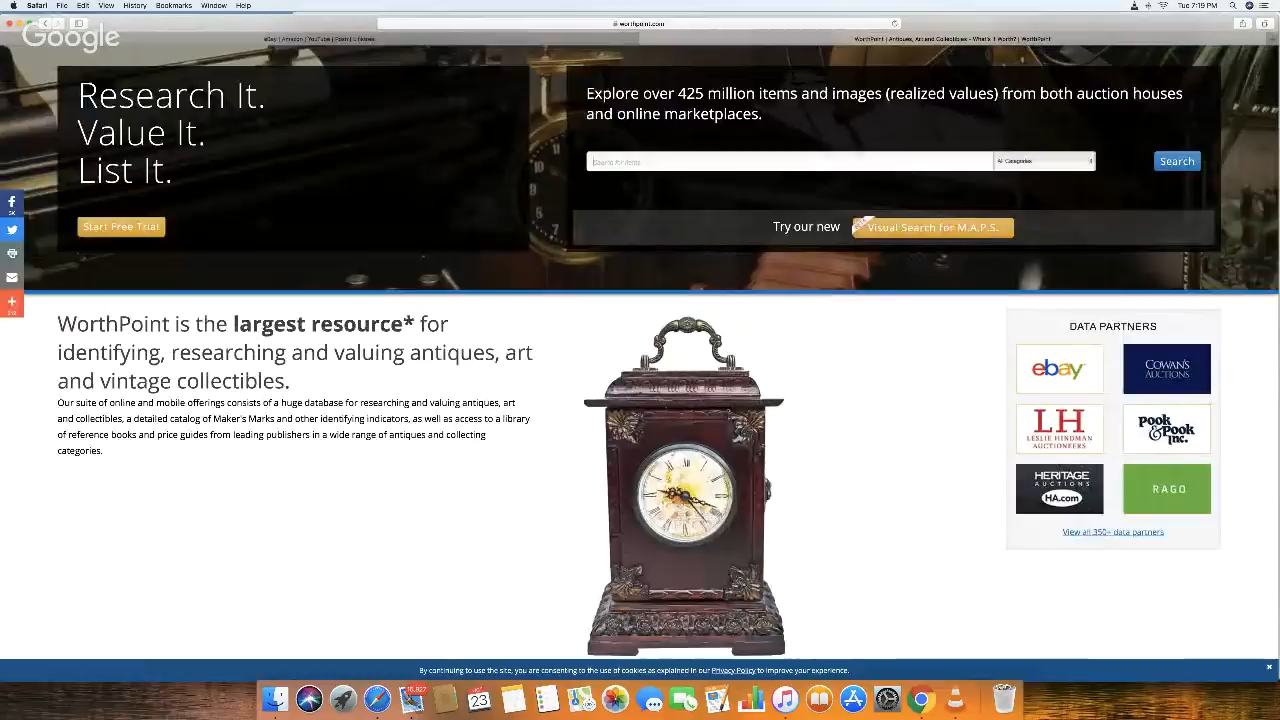 Safari File Edit View History Bookmarks Window Help
Tue 7:19 PM
worthpoint.com
WorthPoint | Antiques, Art and Collectibles - What's It Worth? | WorthPoint
Google
Research It.
Value It.
List It.
Start Free Trial
Explore over 425 million items and images (realized values) from both auction houses
and online marketplaces.
Search for items
All Categories
Search
Try our new
Visual Search for M.A.P.S.
WorthPoint is the largest resource* for
identifying, researching and valuing antiques, art
and vintage collectibles.
Our suite of online and mobile offerings consists of a huge database for researching and valuing antiques, art
and collectibles, a detailed catalog of Maker's Marks and other identifying indicators, as well as access to a library
of reference books and price guides from leading publishers in a wide range of antiques and collecting
categories.
DATA PARTNERS
ebay
COWAN'S
AUCTIONS
LH
LESLIE HINDMAN
AUCTIONEERS
Pook
& Pook
Inc.
HERITAGE
AUCTIONS
HA.com
RAGO
View all 350+ data partners
By continuing to use the site, you are consenting to the use of cookies as explained in our Privacy Policy to improve your experience.
10,827
23